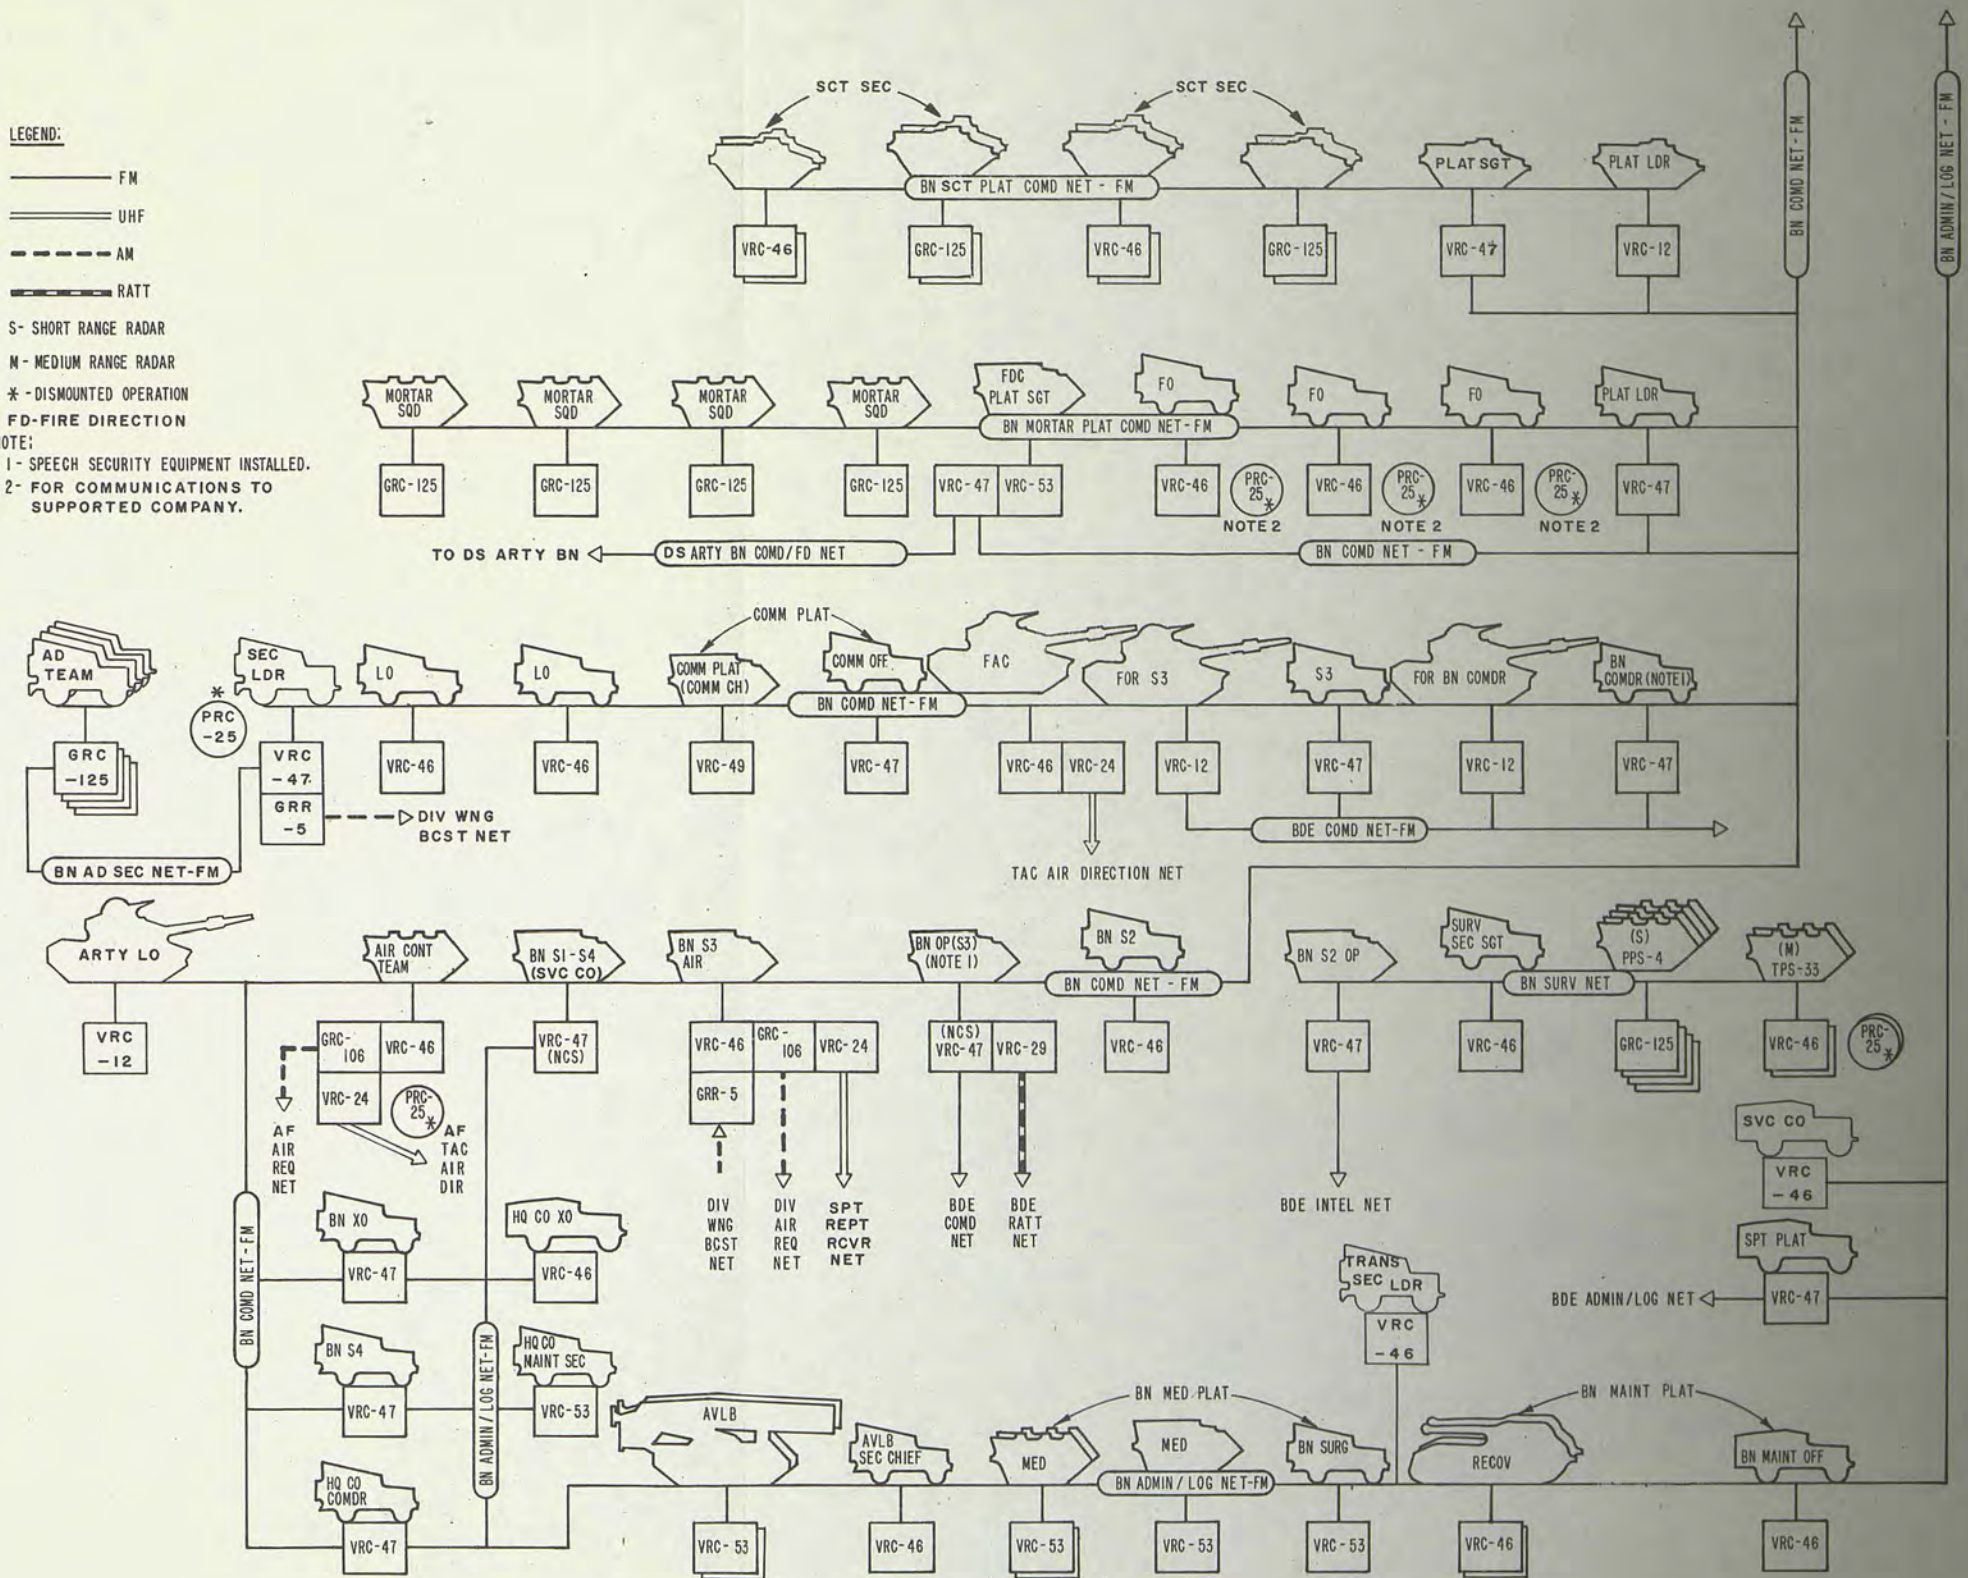 LEGEND:
FM
UHF
AM
RATT
S- SHORT RANGE RADAR
M - MEDIUM RANGE RADAR
* - DISMOUNTED OPERATION
FD-FIRE DIRECTION
OTE:
1 - SPEECH SECURITY EQUIPMENT INSTALLED.
2- FOR COMMUNICATIONS TO
SUPPORTED COMPANY.
SCT SEC
SCT SEC
PLAT SGT
PLAT LDR
BN SCT PLAT COMD NET - FM
VRC-46
GRC-125
VRC-46
GRC-125
VRC-47
VRC-12
BN COMD NET-FM
BN ADMIN/LOG NET-FM
MORTAR
SQD
MORTAR
SQD
MORTAR
SQD
MORTAR
SQD
FDC
PLAT SGT
FO
FO
FO
PLAT LDR
BN MORTAR PLAT COMD NET-FM
GRC-125
GRC-125
GRC-125
GRC-125
VRC-47
VRC-53
VRC-46
PRC-
25*
NOTE 2
VRC-46
PRC-
25*
NOTE 2
VRC-46
PRC-
25*
NOTE 2
VRC-47
TO DS ARTY BN
DS ARTY BN COMD/FD NET
BN COMD NET - FM
COMM PLAT
AD
TEAM
SEC
LDR
LO
LO
COMM PLAT
(COMM CH)
COMM OFF
FAC
FOR S3
S3
FOR BN COMDR
BN
COMDR (NOTE 1)
BN COMD NET-FM
*
PRC
-25
GRC
-125
VRC
-47
GRR
-5
DIV WNG
BCST NET
VRC-46
VRC-46
VRC-49
VRC-47
VRC-46
VRC-24
VRC-12
VRC-47
VRC-12
VRC-47
BDE COMD NET-FM
TAC AIR DIRECTION NET
BN AD SEC NET-FM
ARTY LO
AIR CONT
TEAM
BN S1-S4
(SVC CO)
BN S3
AIR
BN OP(S3)
(NOTE 1)
BN S2
BN COMD NET - FM
BN S2 OP
SURV
SEC SGT
(S)
PPS-4
(M)
TPS-33
BN SURV NET
VRC
-12
GRC-
106
VRC-46
VRC-24
PRC-
25*
VRC-47
(NCS)
VRC-46
GRC-
106
VRC-24
GRR-5
(NCS)
VRC-47
VRC-29
VRC-46
VRC-47
VRC-46
GRC-125
VRC-46
PRC-
25*
AF
AIR
REQ
NET
AF
TAC
AIR
DIR
DIV
WNG
BCST
NET
DIV
AIR
REQ
NET
SPT
REPT
RCVR
NET
BDE
COMD
NET
BDE
RATT
NET
BDE INTEL NET
SVC CO
VRC
-46
SPT PLAT
VRC-47
BDE ADMIN/LOG NET
BN COMD NET-FM
BN XO
VRC-47
HQ CO XO
VRC-46
BN S4
VRC-47
BN ADMIN/LOG NET-FM
HQ CO
MAINT SEC
VRC-53
HQ CO
COMDR
VRC-47
TRANS
SEC LDR
VRC
-46
BN MED PLAT
BN MAINT PLAT
AVLB
AVLB
SEC CHIEF
MED
MED
BN SURG
RECOV
BN MAINT OFF
BN ADMIN/LOG NET-FM
VRC-53
VRC-46
VRC-53
VRC-53
VRC-53
VRC-46
VRC-46